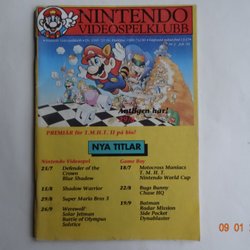 NINTENDO
VIDEOSPELKLUBB
Äntligen här!
PREMIÄR för T.M.H.T. II på bio!
NYA TITLAR
Nintendo Videospel
25/7 Defender of the
Crown
Blue Shadow
15/8 Shadow Warrior
29/8 Super Mario Bros 3
26/9 Werewolf
Solar Jetman
Battle of Olympus
Solstice
Game Boy
18/7 Motocross Maniacs
T. M. H. T.
Nintendo World Cup
22/8 Bugs Bunny
Chase HQ
19/9 Batman
Radar Mission
Side Pocket
Dynablaster
09 01